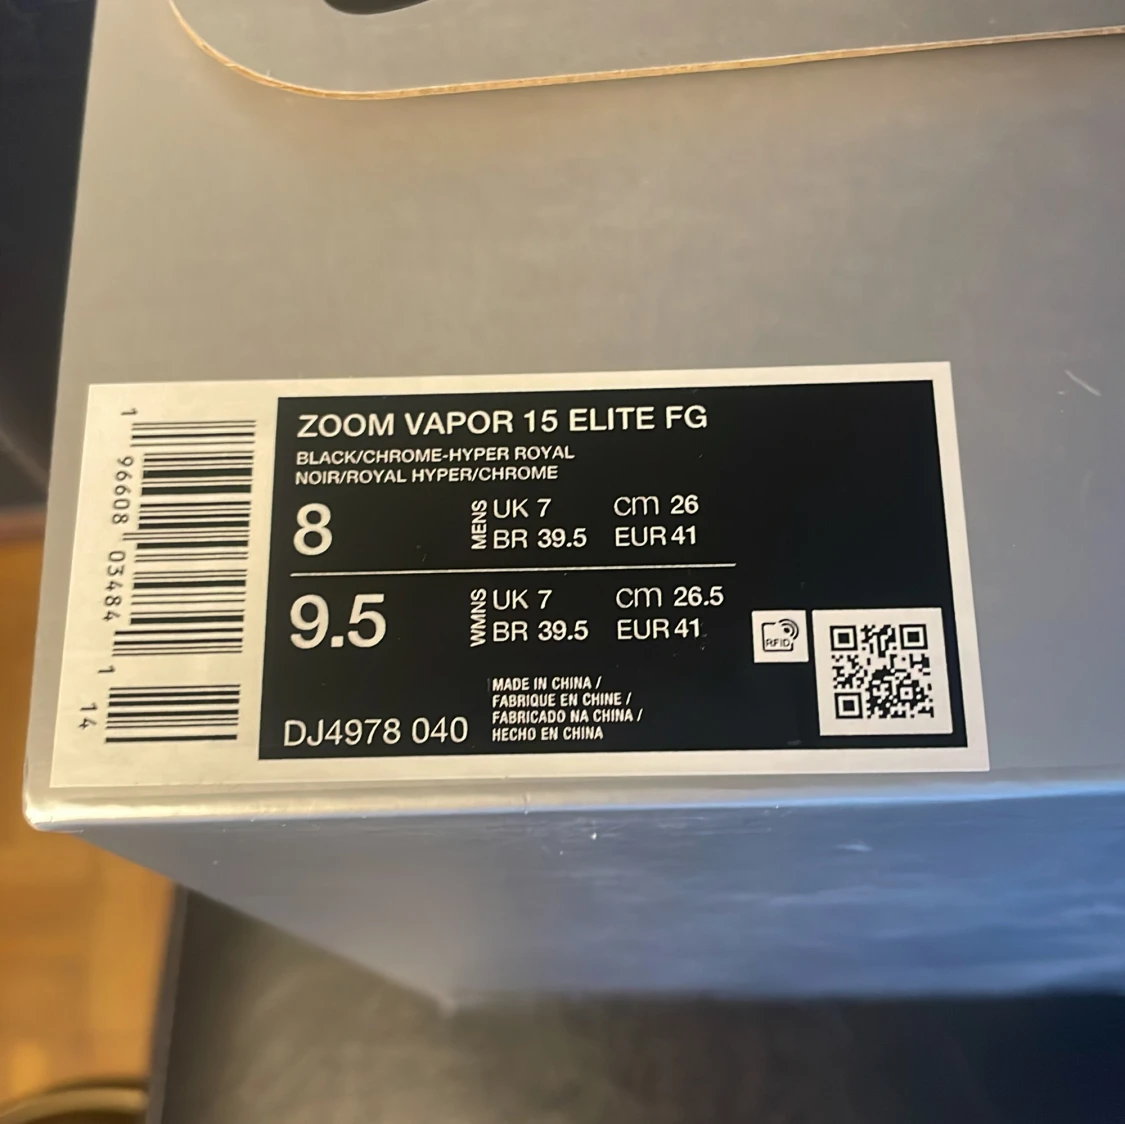 ZOOM VAPOR 15 ELITE FG
BLACK/CHROME-HYPER ROYAL
NOIR/ROYAL HYPER/CHROME
8 MENS UK 7 cm 26
BR 39.5 EUR 41
9.5 WMNS UK 7 cm 26.5
BR 39.5 EUR 41
RFID
MADE IN CHINA /
FABRIQUE EN CHINE /
FABRICADO NA CHINA /
HECHO EN CHINA
DJ4978 040
1 96608 03484 1 14